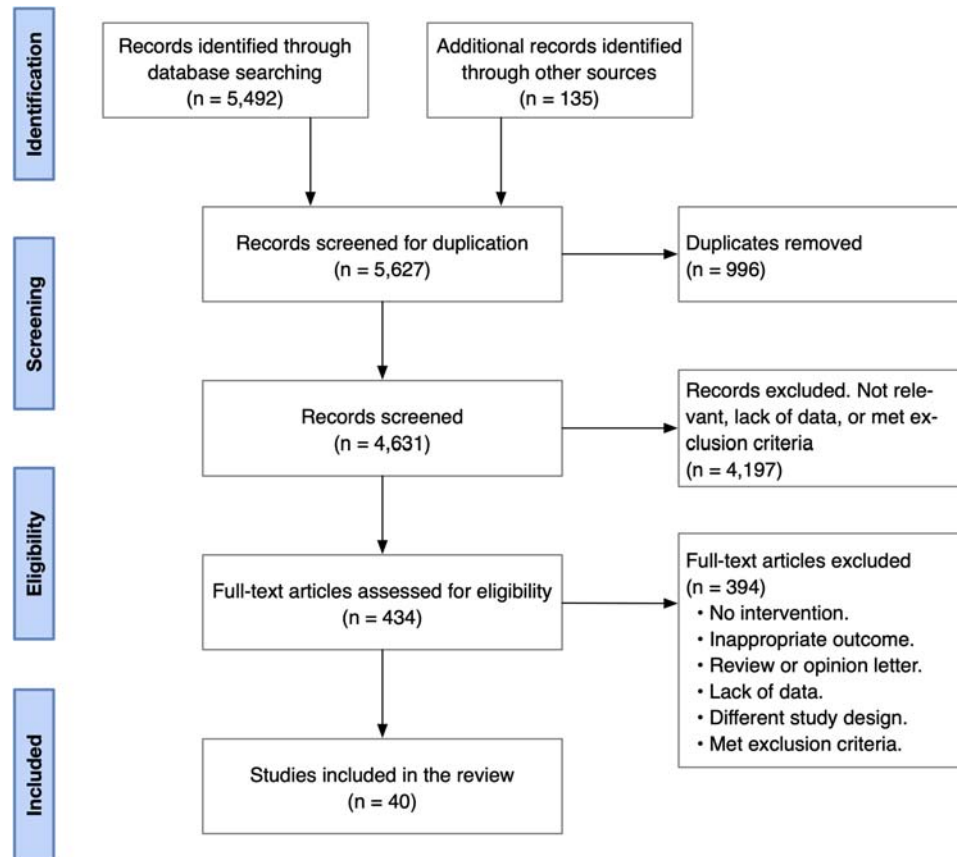 Identification
Records identified through
database searching
(n = 5,492)
Additional records identified
through other sources
(n = 135)
Screening
Records screened for duplication
(n = 5,627)
Duplicates removed
(n = 996)
Records screened
(n = 4,631)
Records excluded. Not rele-
vant, lack of data, or met ex-
clusion criteria
(n = 4,197)
Eligibility
Full-text articles assessed for eligibility
(n = 434)
Full-text articles excluded
(n = 394)
• No intervention.
• Inappropriate outcome.
• Review or opinion letter.
• Lack of data.
• Different study design.
• Met exclusion criteria.
Included
Studies included in the review
(n = 40)